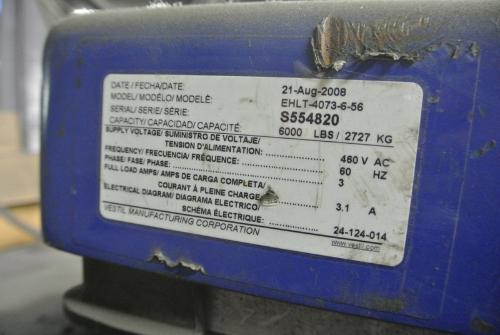 DATE / FECHA/DATE: 21-Aug-2008
MODEL/MODÉLO/MODELÉ: EHLT-4073-6-56
SERIAL/ SERIE/ SÉRIE: S554820
CAPACITY/CAPACIDAD/ CAPACITÉ: 6000 LBS / 2727 KG
SUPPLY VOLTAGE/ SUMINISTRO DE VOLTAJE/
TENSION D'ALIMENTATION: 460 V AC
FREQUENCY/ FRECUENCIA/ FRÉQUENCE: 60 HZ
PHASE/ FASE/ PHASE: 3
FULL LOAD AMPS/ AMPS DE CARGA COMPLETA/
COURANT À PLEINE CHARGE 3.1 A
ELECTRICAL DIAGRAM/ DIAGRAMA ELECTRICO/
SCHÉMA ÉLECTRIQUE: 24-124-014
VESTIL MANUFACTURING CORPORATION www.vestil.com